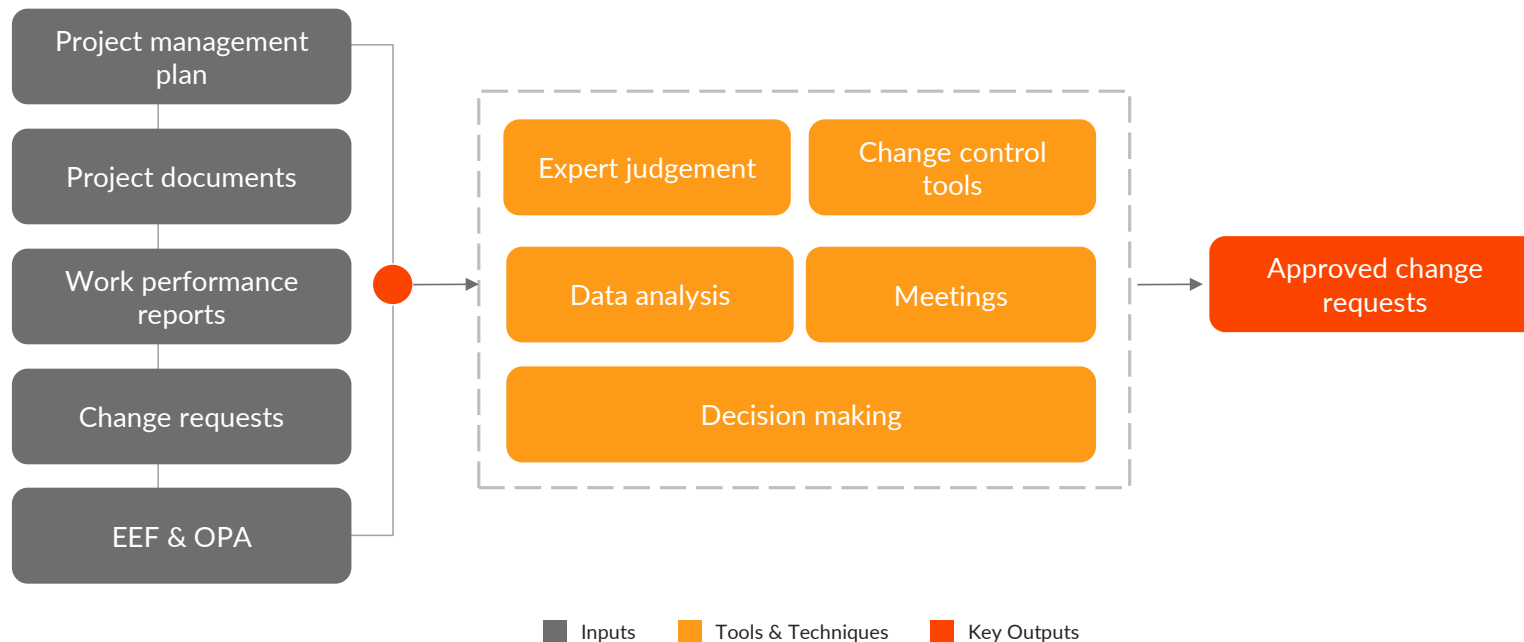 Project management
plan
Project documents
Work performance
reports
Change requests
EEF & OPA
Expert judgement
Change control
tools
Data analysis
Meetings
Decision making
Approved change
requests
Inputs
Tools & Techniques
Key Outputs